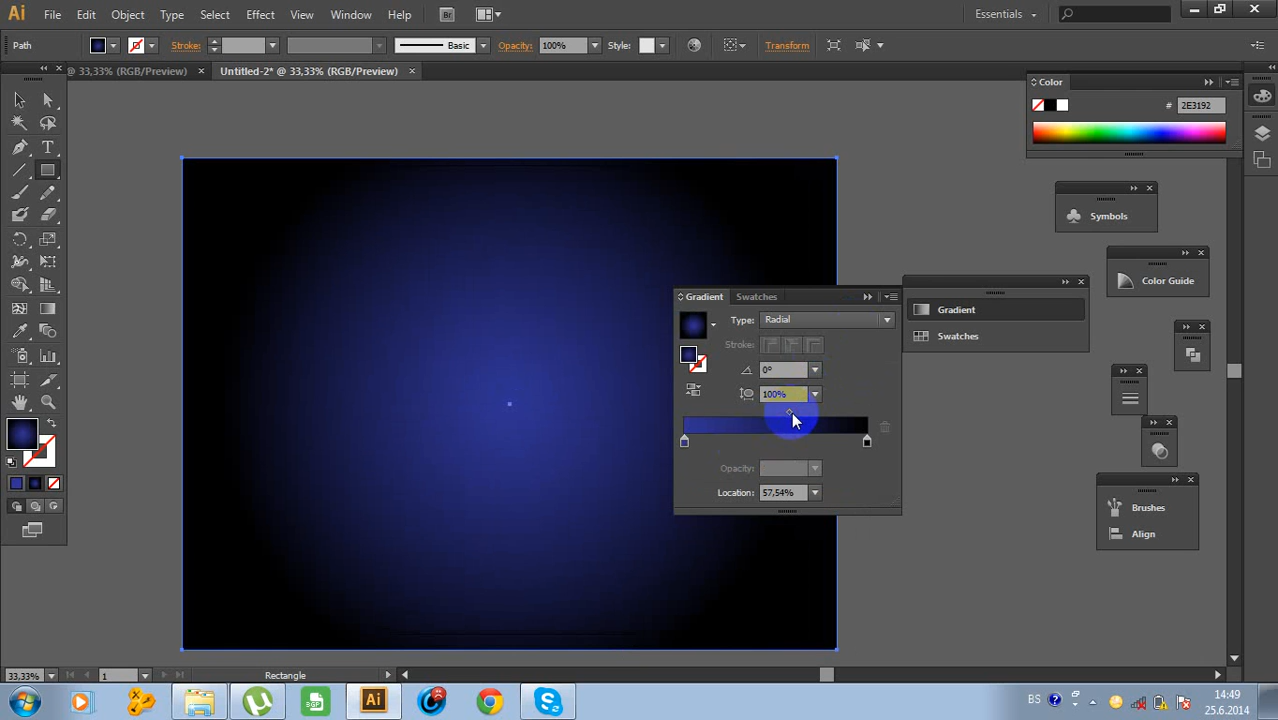 Ai File Edit Object Type Select Effect View Window Help Br Essentials
Path Stroke: Basic Opacity: 100% Style: Transform
@ 33,33% (RGB/Preview) × Untitled-2* @ 33,33% (RGB/Preview) ×
Color
# 2E3192
Symbols
Color Guide
Gradient Swatches
Type: Radial
Stroke:
0°
100%
Opacity:
Location: 57,54%
Gradient
Swatches
Brushes
Align
33,33% 1 Rectangle
Ai BS 14:49
25.6.2014